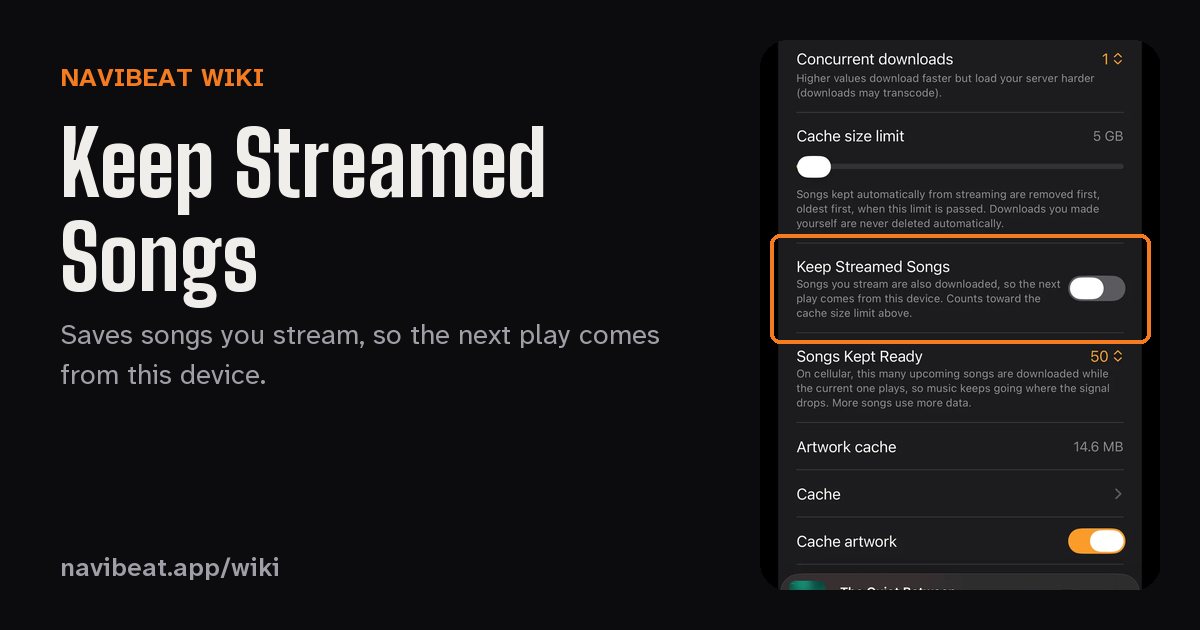 NAVIBEAT WIKI
Keep Streamed
Songs
Saves songs you stream, so the next play comes
from this device.
navibeat.app/wiki
Concurrent downloads 1
Higher values download faster but load your server harder
(downloads may transcode).
Cache size limit 5 GB
Songs kept automatically from streaming are removed first,
oldest first, when this limit is passed. Downloads you made
yourself are never deleted automatically.
Keep Streamed Songs
Songs you stream are also downloaded, so the next
play comes from this device. Counts toward the
cache size limit above.
Songs Kept Ready 50
On cellular, this many upcoming songs are downloaded while
the current one plays, so music keeps going where the signal
drops. More songs use more data.
Artwork cache 14.6 MB
Cache
Cache artwork
The Quiet Between